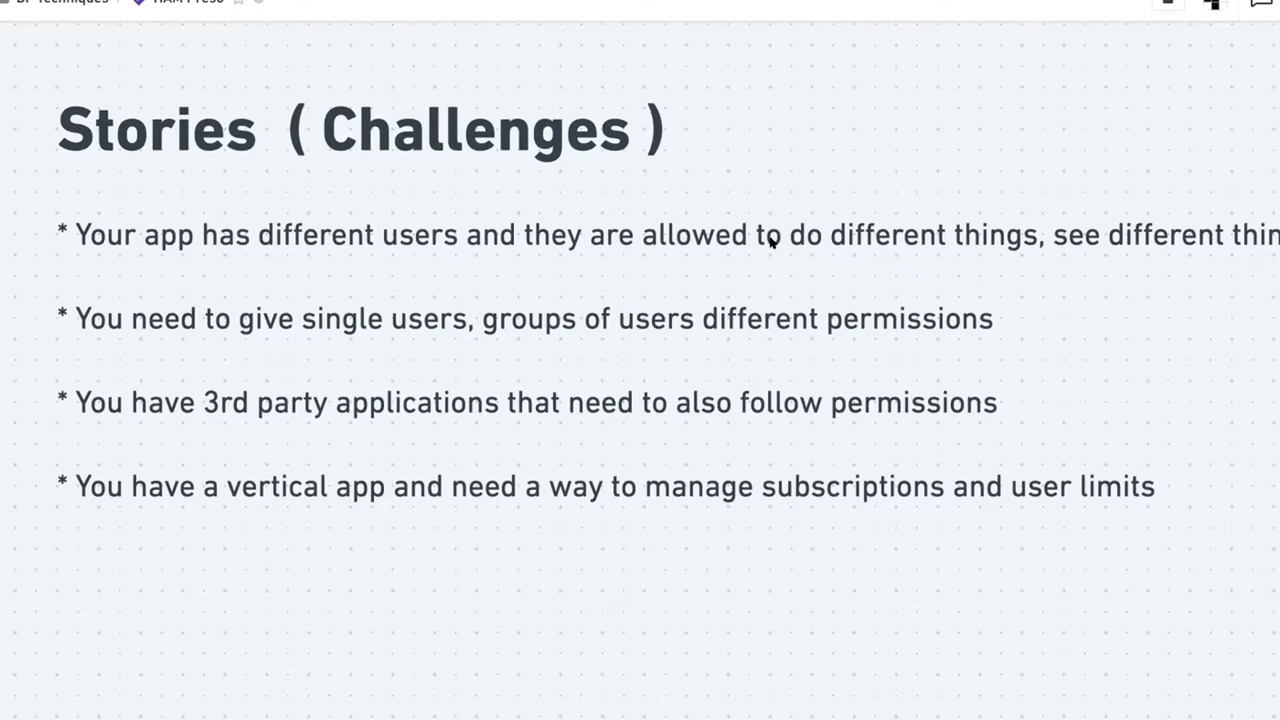 Stories ( Challenges )
* Your app has different users and they are allowed to do different things, see different
* You need to give single users, groups of users different permissions
* You have 3rd party applications that need to also follow permissions
* You have a vertical app and need a way to manage subscriptions and user limits